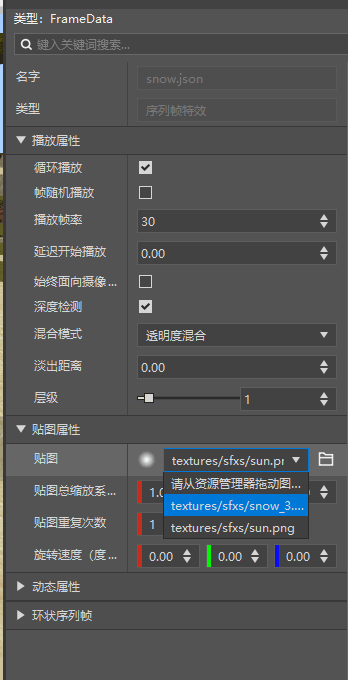 类型：FrameData
键入关键词搜索...
名字
snow.json
类型
序列帧特效
播放属性
循环播放
帧随机播放
播放帧率
30
延迟开始播放
0.00
始终面向摄像...
深度检测
混合模式
透明度混合
淡出距离
0.00
层级
1
贴图属性
贴图
textures/sfxs/sun.pr
请从资源管理器拖动图...
贴图总缩放系...
1.0
textures/sfxs/snow_3....
贴图重复次数
1
textures/sfxs/sun.png
旋转速度（度...
0.00
0.00
0.00
动态属性
环状序列帧